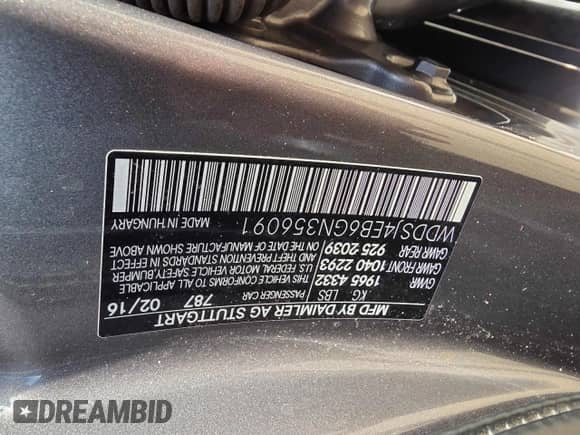 MFD BY DAIMLER AG STUTTGART
PASSENGER CAR 787 02/16
KG LBS
GVWR 1965 4332
GAWR FRONT 1040 2293
GAWR REAR 925 2039
THIS VEHICLE CONFORMS TO ALL APPLICABLE
U.S. FEDERAL MOTOR VEHICLE SAFETY, BUMPER
AND THEFT PREVENTION STANDARDS IN EFFECT
ON THE DATE OF MANUFACTURE SHOWN ABOVE
WDDSJ4EB6GN356091 MADE IN HUNGARY
DREAMBID